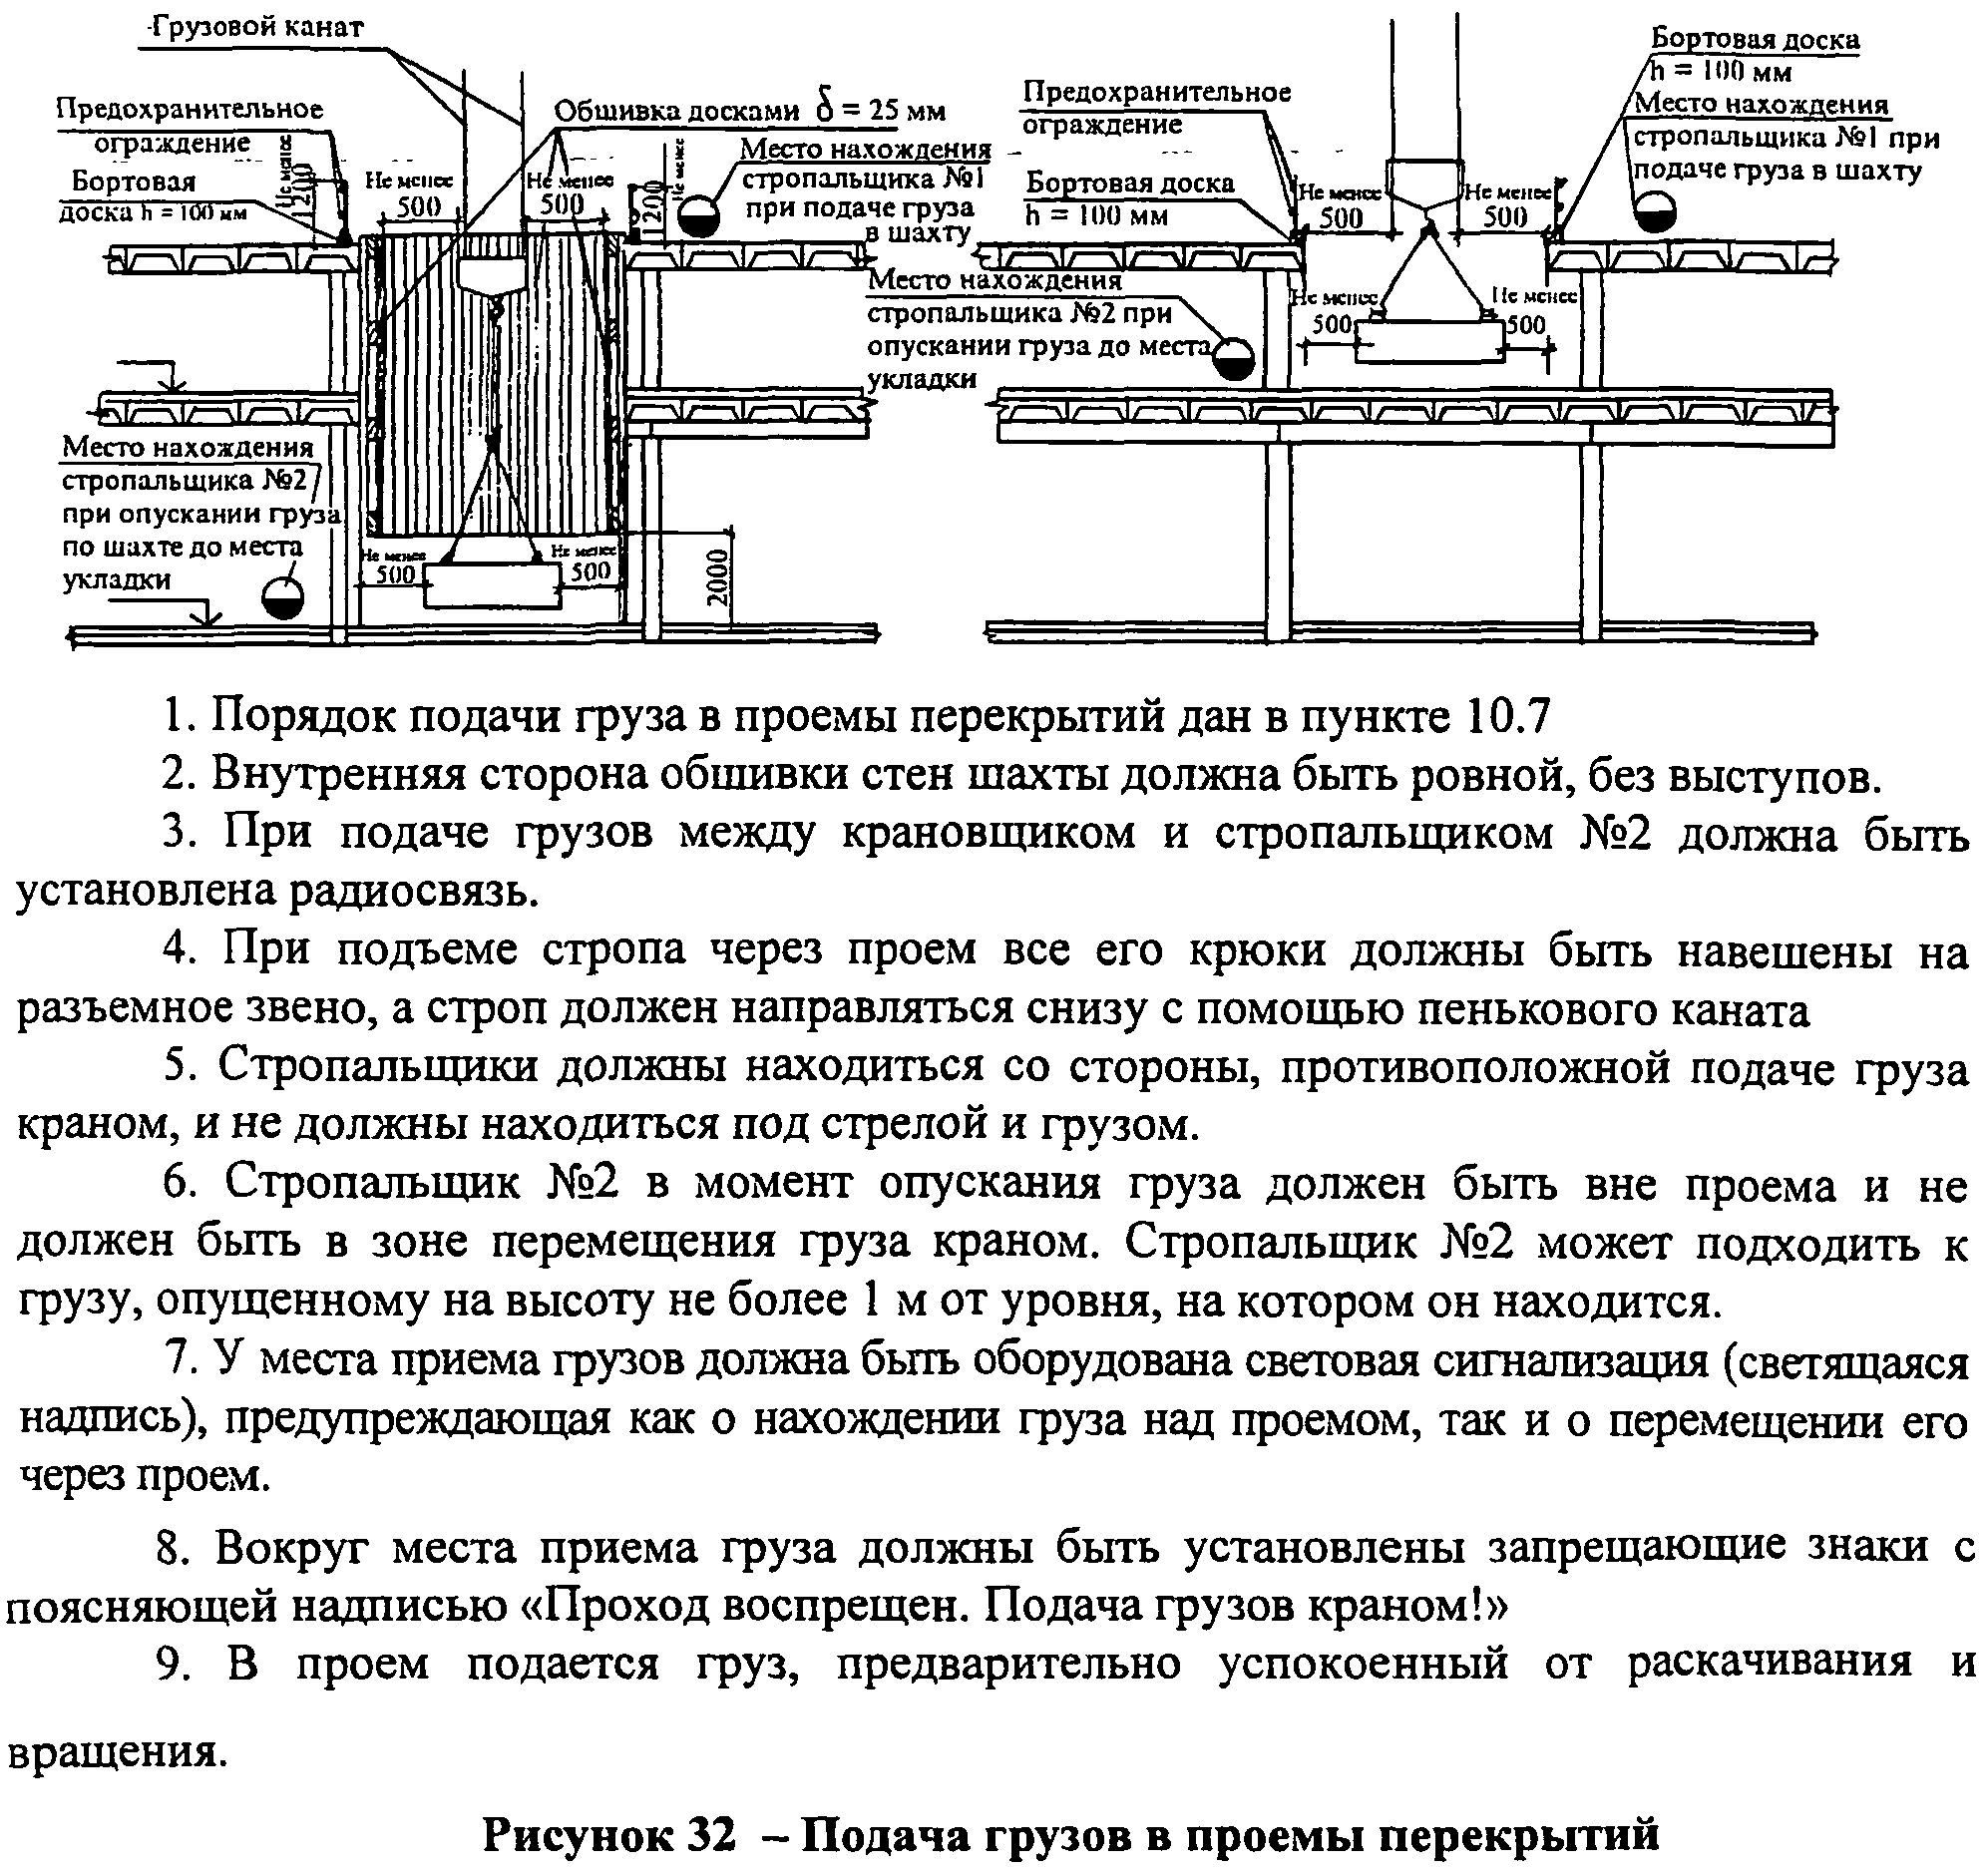 Грузовой канат
Предохранительное
ограждение
Бортовая
доска h = 100 мм
Не менее
1200
Не менее
500
Обшивка досками δ = 25 мм
Не менее
500
Не менее
1200
Место нахождения
стропальщика №1
при подаче груза
в шахту
Место нахождения
стропальщика №2
при опускании груза
по шахте до места
укладки
Не менее
500
Не менее
500
2000
Предохранительное
ограждение
Бортовая доска
h = 100 мм
Не менее
500
Не менее
500
Бортовая доска
h = 100 мм
Место нахождения
стропальщика №1 при
подаче груза в шахту
Место нахождения
стропальщика №2 при
опускании груза до места
укладки
Не менее
500
Не менее
500
1. Порядок подачи груза в проемы перекрытий дан в пункте 10.7
2. Внутренняя сторона обшивки стен шахты должна быть ровной, без выступов.
3. При подаче грузов между крановщиком и стропальщиком №2 должна быть
установлена радиосвязь.
4. При подъеме стропа через проем все его крюки должны быть навешены на
разъемное звено, а строп должен направляться снизу с помощью пенькового каната
5. Стропальщики должны находиться со стороны, противоположной подаче груза
краном, и не должны находиться под стрелой и грузом.
6. Стропальщик №2 в момент опускания груза должен быть вне проема и не
должен быть в зоне перемещения груза краном. Стропальщик №2 может подходить к
грузу, опущенному на высоту не более 1 м от уровня, на котором он находится.
7. У места приема грузов должна быть оборудована световая сигнализация (светящаяся
надпись), предупреждающая как о нахождении груза над проемом, так и о перемещении его
через проем.
8. Вокруг места приема груза должны быть установлены запрещающие знаки с
поясняющей надписью «Проход воспрещен. Подача грузов краном!»
9. В проем подается груз, предварительно успокоенный от раскачивания и
вращения.
Рисунок 32 – Подача грузов в проемы перекрытий